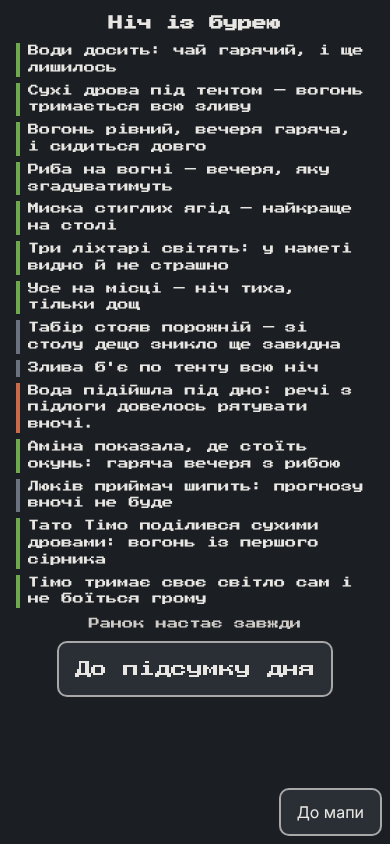 Ніч із бурею
Води досить: чай гарячий, і ще
лишилось
Сухі дрова під тентом — вогонь
тримається всю зливу
Вогонь рівний, вечеря гаряча,
і сидиться довго
Риба на вогні — вечеря, яку
згадуватимуть
Миска стиглих ягід — найкраще
на столі
Три ліхтарі світять: у наметі
видно й не страшно
Усе на місці — ніч тиха,
тільки дощ
Табір стояв порожній — зі
столу дещо зникло ще завидна
Злива б'є по тенту всю ніч
Вода підійшла під дно: речі з
підлоги довелось рятувати
вночі.
Аміна показала, де стоїть
окунь: гаряча вечеря з рибою
Люків приймач шипить: прогнозу
вночі не буде
Тато Тімо поділився сухими
дровами: вогонь із першого
сірника
Тімо тримає своє світло сам і
не боїться грому
Ранок настає завжди
До підсумку дня
До мапи